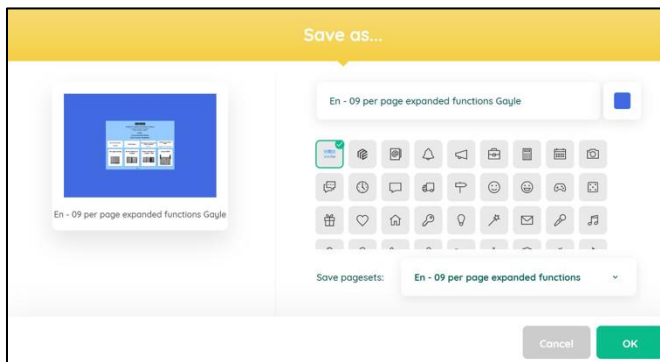 Save as...
En - 09 per page expanded functions Gayle
En - 09 per page expanded functions Gayle
Save pagesets:
En - 09 per page expanded functions
Cancel
OK